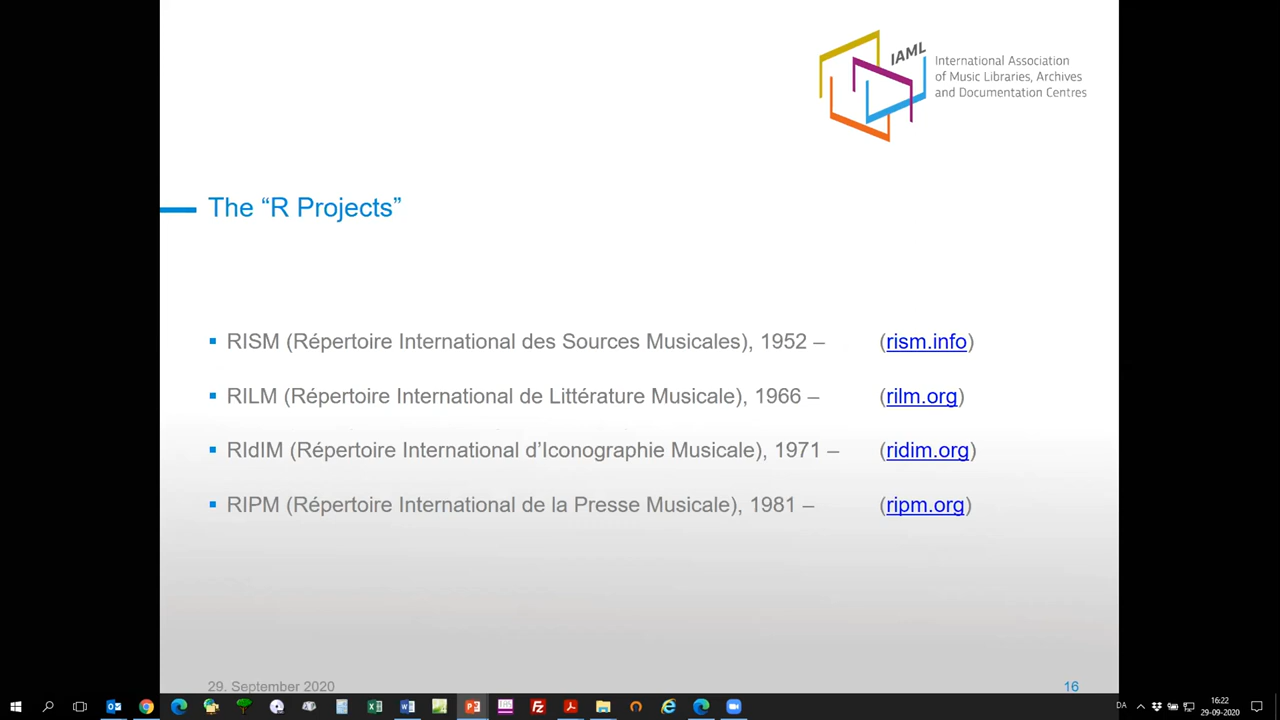 IAML
International Association
of Music Libraries, Archives
and Documentation Centres
The “R Projects”
▪ RISM (Répertoire International des Sources Musicales), 1952 – (rism.info)
▪ RILM (Répertoire International de Littérature Musicale), 1966 – (rilm.org)
▪ RIdIM (Répertoire International d’Iconographie Musicale), 1971 – (ridim.org)
▪ RIPM (Répertoire International de la Presse Musicale), 1981 – (ripm.org)
29. September 2020 16
DA 16:22
29-09-2020